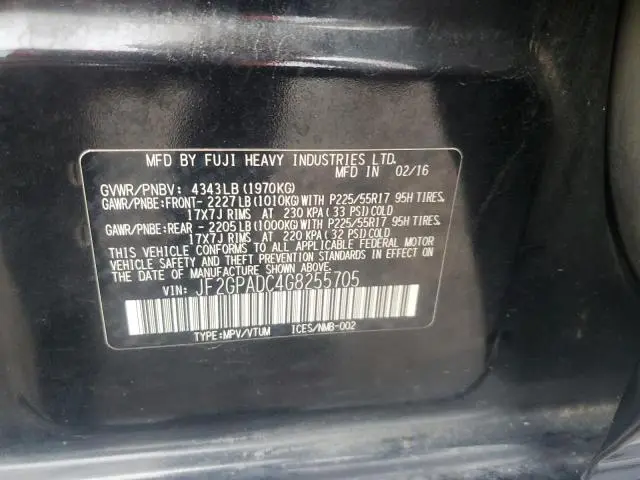 MFD BY FUJI HEAVY INDUSTRIES LTD.
MFD IN 02/16
GVWR/PNBV: 4343LB(1970KG)
GAWR/PNBE:FRONT- 2227LB(1010KG)WITH P225/55R17 95H TIRES,
17X7J RIMS AT 230 KPA(33 PSI)COLD
GAWR/PNBE:REAR - 2205LB(1000KG)WITH P225/55R17 95H TIRES,
17X7J RIMS AT 220 KPA(32 PSI)COLD
THIS VEHICLE CONFORMS TO ALL APPLICABLE FEDERAL MOTOR
VEHICLE SAFETY AND THEFT PREVENTION STANDARDS IN EFFECT ON
THE DATE OF MANUFACTURE SHOWN ABOVE.
VIN: JF2GPADC4G8255705
TYPE:MPV/VTUM ICES/NMB-002